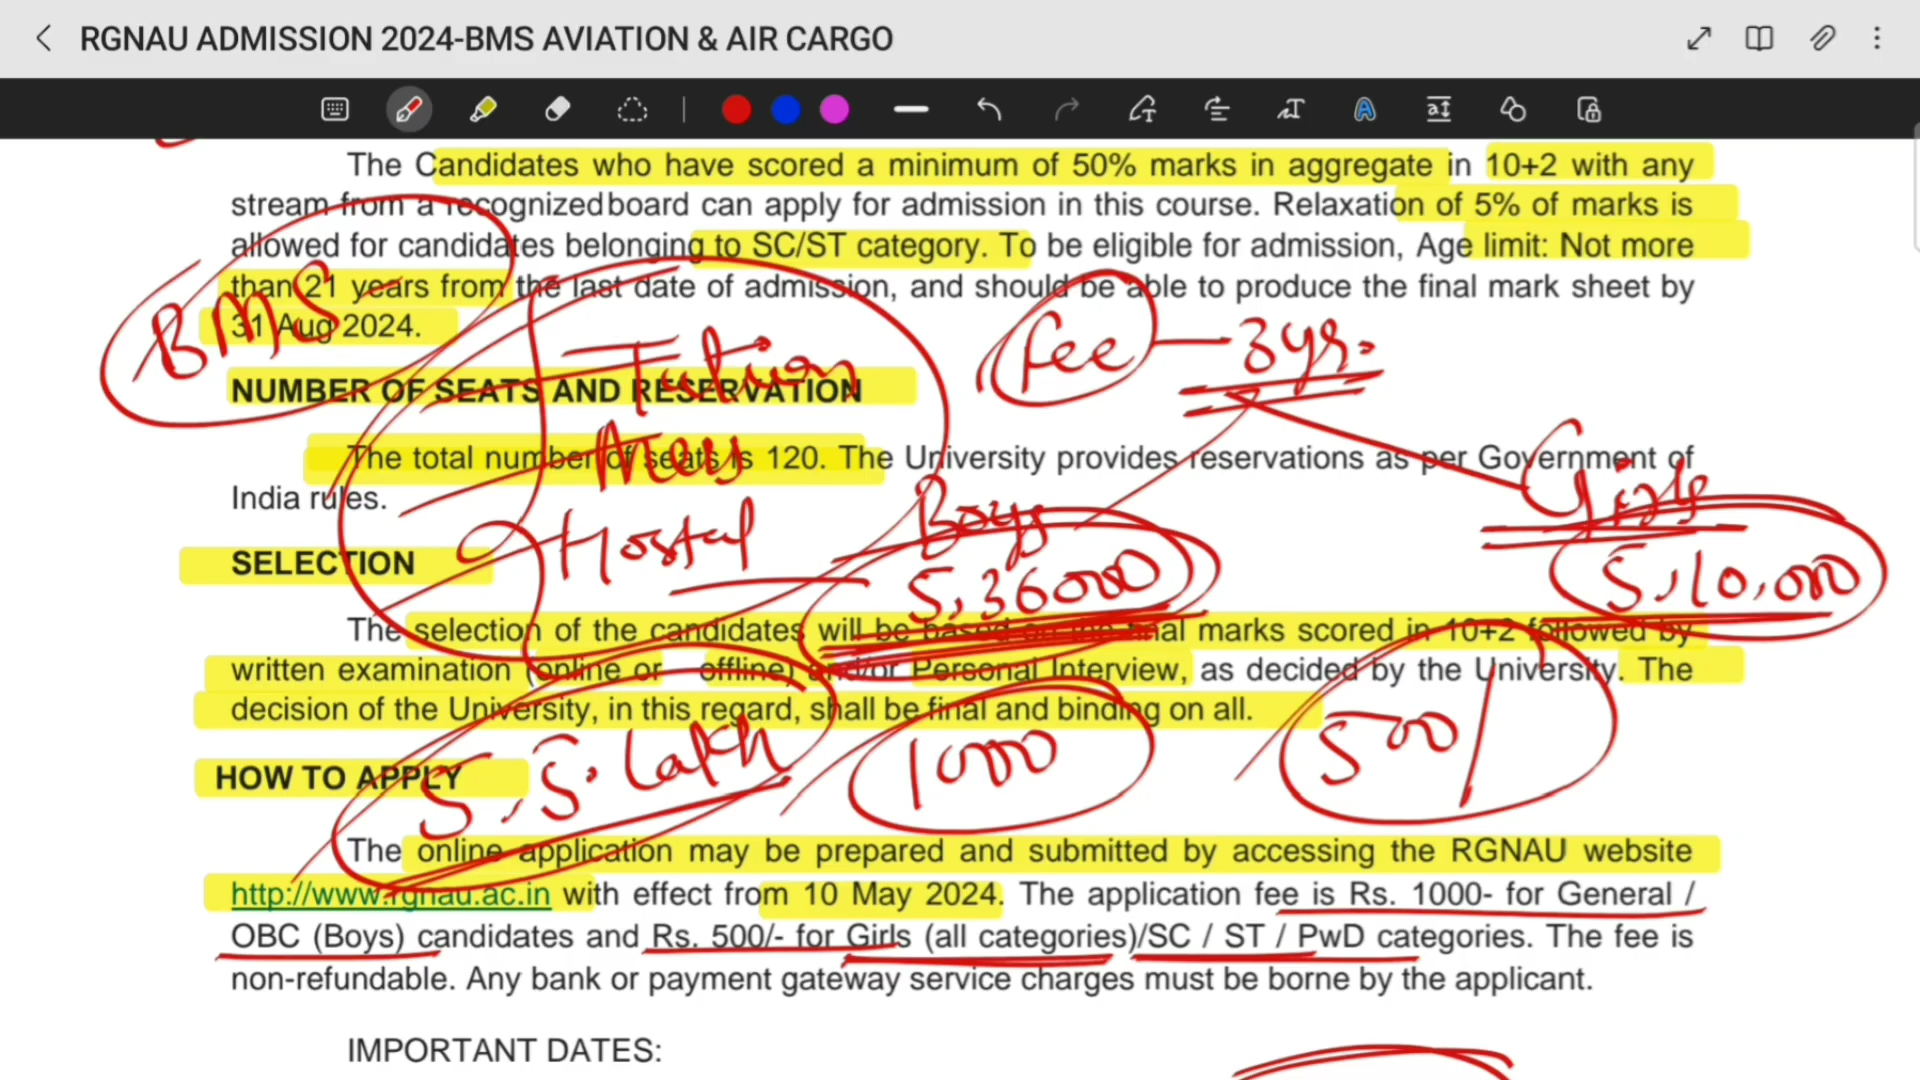 RGNAU ADMISSION 2024-BMS AVIATION & AIR CARGO
The Candidates who have scored a minimum of 50% marks in aggregate in 10+2 with any
stream from a recognized board can apply for admission in this course. Relaxation of 5% of marks is
allowed for candidates belonging to SC/ST category. To be eligible for admission, Age limit: Not more
than 21 years from the last date of admission, and should be able to produce the final mark sheet by
31 Aug 2024.
BMS
Tution
Fee - 3yr.
NUMBER OF SEATS AND RESERVATION
The total number of seats is 120. The University provides reservations as per Government of
India rules.
Mess
Hostel
Boys
5,36000
Girls
5,10,000
SELECTION
The selection of the candidates will be based on the final marks scored in 10+2 followed by
written examination (online or offline) and/or Personal Interview, as decided by the University. The
decision of the University, in this regard, shall be final and binding on all.
5.5. Lakh
1000
500/
HOW TO APPLY
The online application may be prepared and submitted by accessing the RGNAU website
http://www.rgnau.ac.in with effect from 10 May 2024. The application fee is Rs. 1000- for General /
OBC (Boys) candidates and Rs. 500/- for Girls (all categories)/SC / ST / PwD categories. The fee is
non-refundable. Any bank or payment gateway service charges must be borne by the applicant.
IMPORTANT DATES: